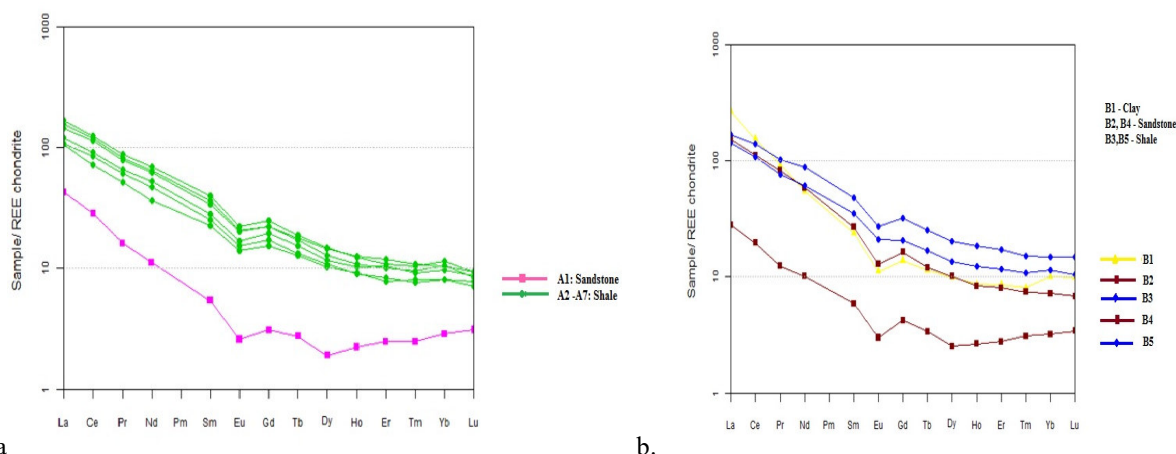 1000
100
10
1
Sample/ REE chondrite
La Ce Pr Nd Pm Sm Eu Gd Tb Dy Ho Er Tm Yb Lu
A1: Sandstone
A2 -A7: Shale
a
1000
100
10
1
Sample/ REE chondrite
La Ce Pr Nd Pm Sm Eu Gd Tb Dy Ho Er Tm Yb Lu
B1 - Clay
B2, B4 - Sandstone
B3,B5 - Shale
B1
B2
B3
B4
B5
b.